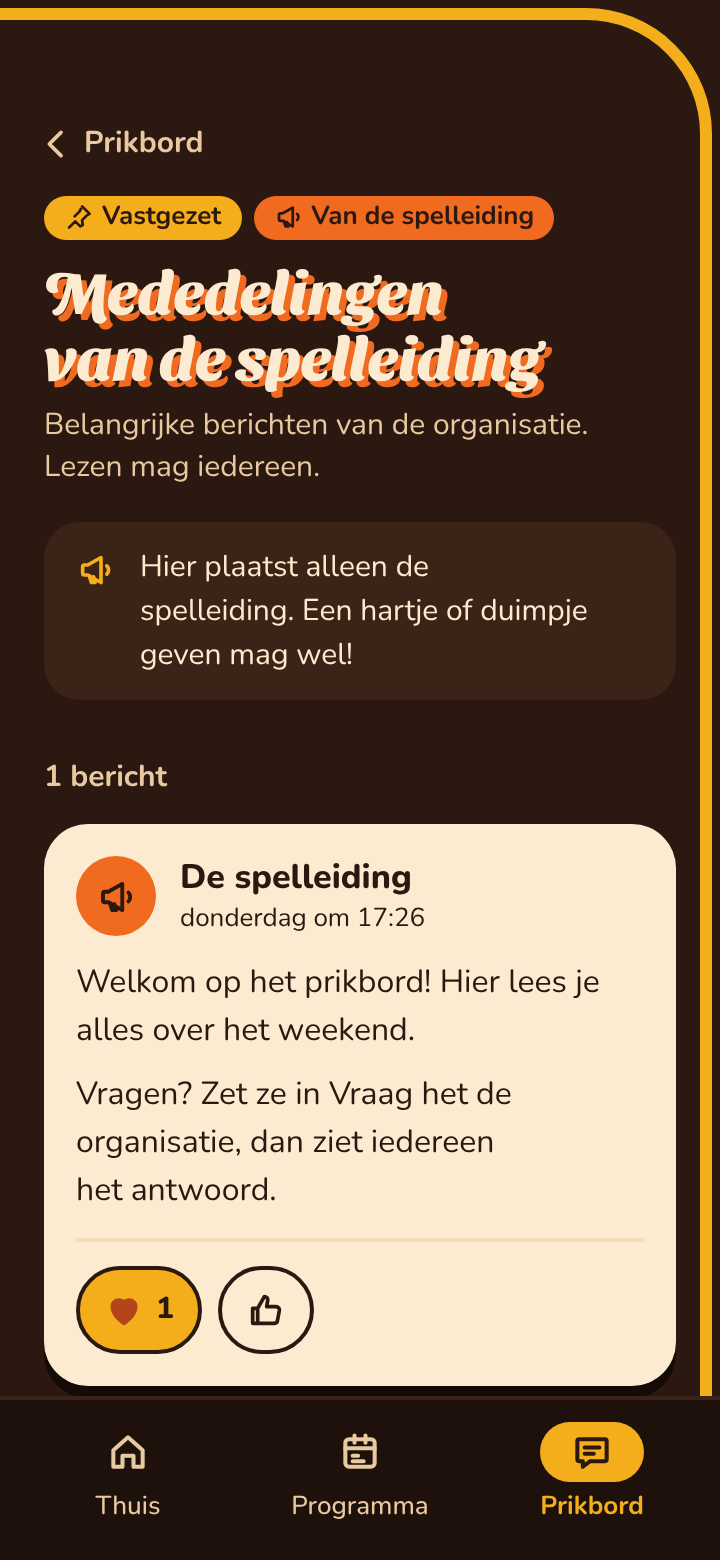 Prikbord
Vastgezet
Van de spelleiding
Mededelingen
van de spelleiding
Belangrijke berichten van de organisatie.
Lezen mag iedereen.
Hier plaatst alleen de
spelleiding. Een hartje of duimpje
geven mag wel!
1 bericht
De spelleiding
donderdag om 17:26
Welkom op het prikbord! Hier lees je
alles over het weekend.
Vragen? Zet ze in Vraag het de
organisatie, dan ziet iedereen
het antwoord.
1
Thuis
Programma
Prikbord